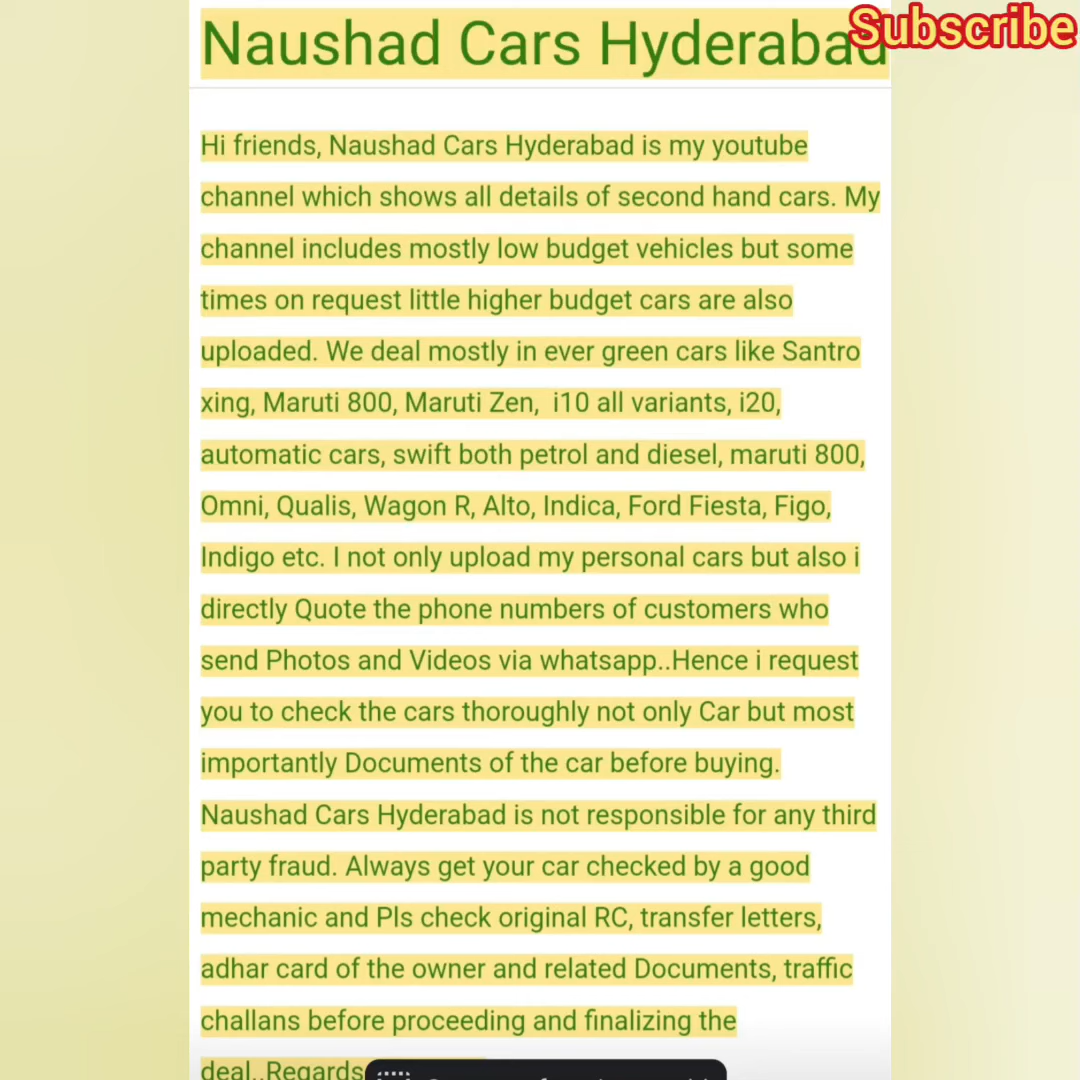 Naushad Cars Hyderabad
Subscribe
Hi friends, Naushad Cars Hyderabad is my youtube
channel which shows all details of second hand cars. My
channel includes mostly low budget vehicles but some
times on request little higher budget cars are also
uploaded. We deal mostly in ever green cars like Santro
xing, Maruti 800, Maruti Zen,  i10 all variants, i20,
automatic cars, swift both petrol and diesel, maruti 800,
Omni, Qualis, Wagon R, Alto, Indica, Ford Fiesta, Figo,
Indigo etc. I not only upload my personal cars but also i
directly Quote the phone numbers of customers who
send Photos and Videos via whatsapp..Hence i request
you to check the cars thoroughly not only Car but most
importantly Documents of the car before buying.
Naushad Cars Hyderabad is not responsible for any third
party fraud. Always get your car checked by a good
mechanic and Pls check original RC, transfer letters,
adhar card of the owner and related Documents, traffic
challans before proceeding and finalizing the
deal..Regards